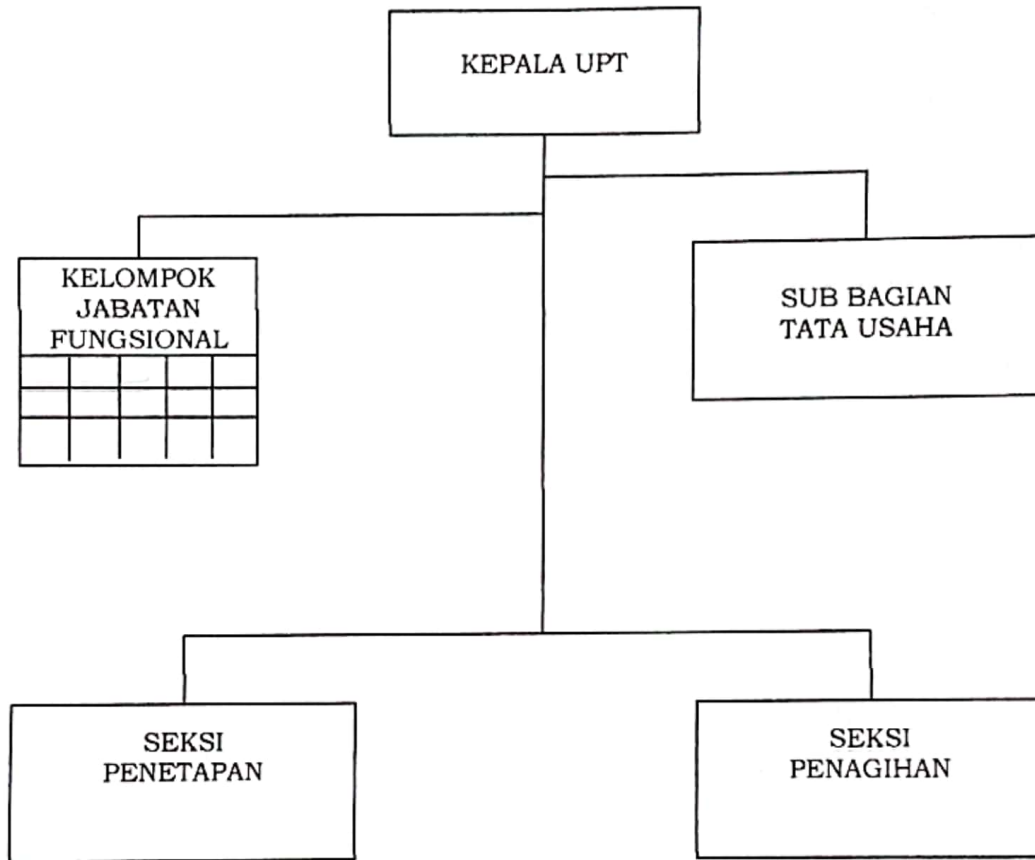 KEPALA UPT
KELOMPOK
JABATAN
FUNGSIONAL
SUB BAGIAN
TATA USAHA
SEKSI
PENETAPAN
SEKSI
PENAGIHAN